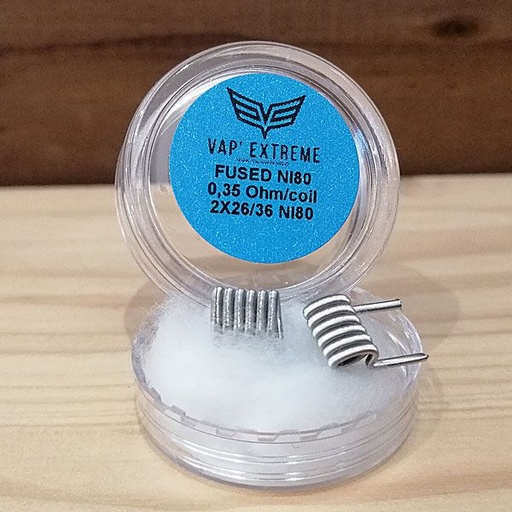 VAP' EXTREME
FUSED NI80
0,35 Ohm/coil
2X26/36 NI80